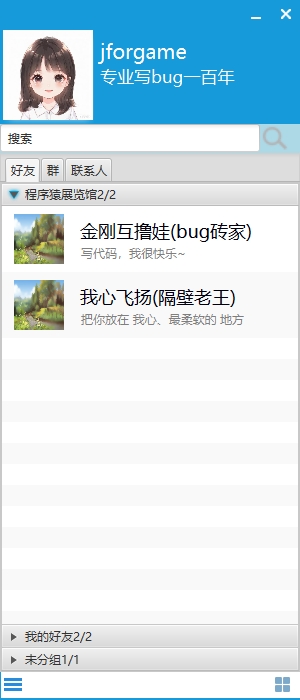 jforgame
专业写bug一百年
搜索
好友 群 联系人
程序猿展览馆2/2
金刚互撸娃(bug砖家)
写代码，我很快乐~
我心飞扬(隔壁老王)
把你放在 我心、最柔软的 地方
我的好友2/2
未分组1/1